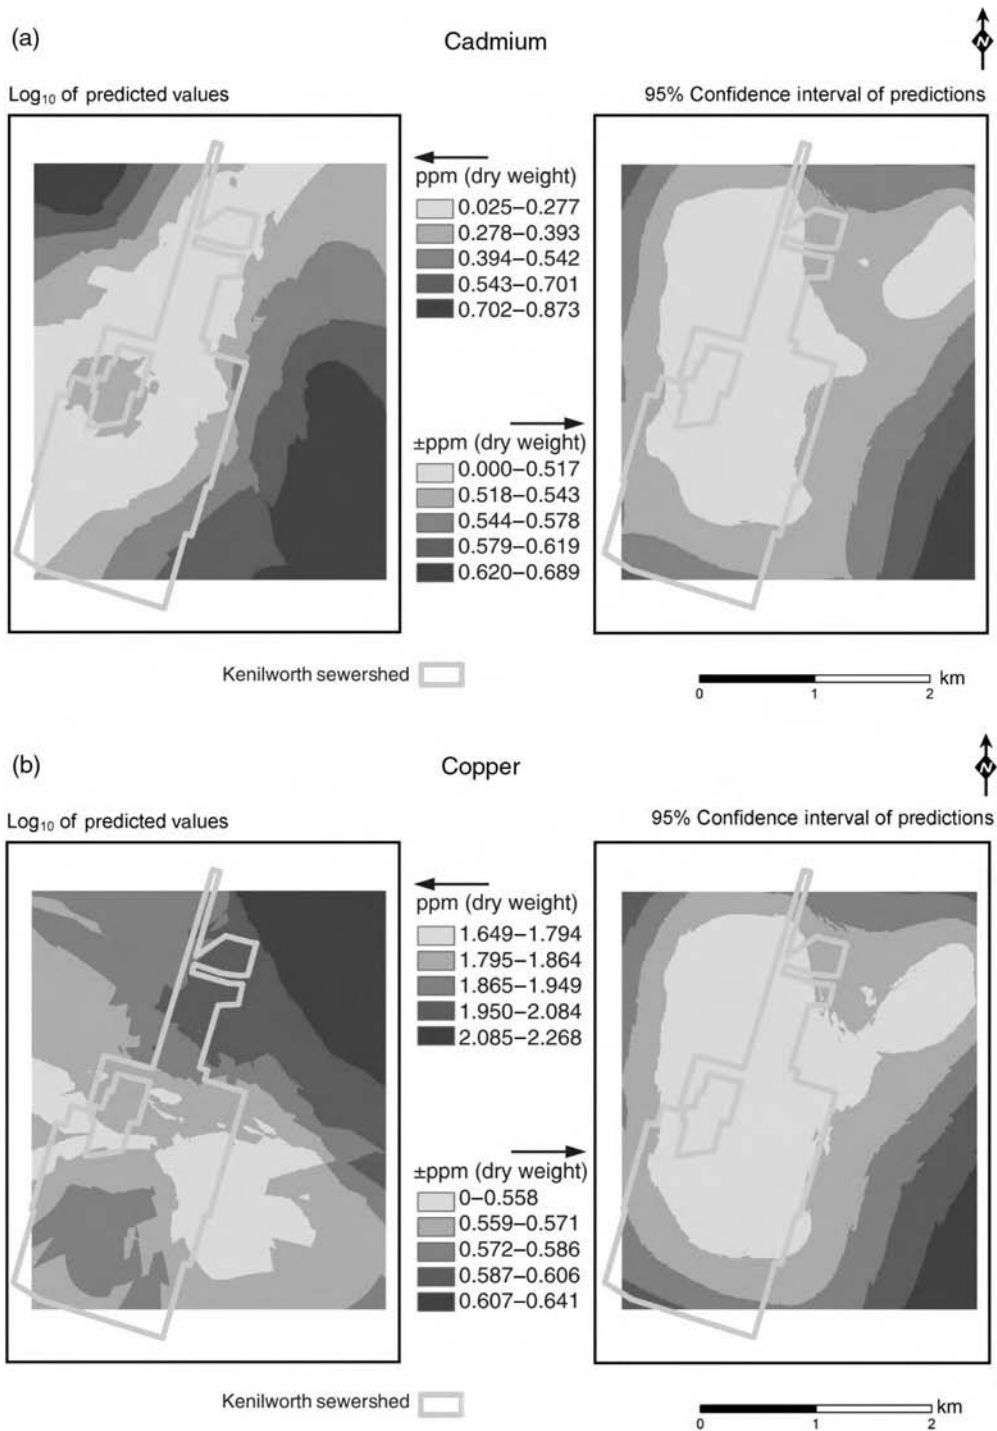 (a)
Cadmium
N
Log₁₀ of predicted values
95% Confidence interval of predictions
ppm (dry weight)
0.025–0.277
0.278–0.393
0.394–0.542
0.543–0.701
0.702–0.873
±ppm (dry weight)
0.000–0.517
0.518–0.543
0.544–0.578
0.579–0.619
0.620–0.689
Kenilworth sewershed
km
0 1 2
(b)
Copper
N
Log₁₀ of predicted values
95% Confidence interval of predictions
ppm (dry weight)
1.649–1.794
1.795–1.864
1.865–1.949
1.950–2.084
2.085–2.268
±ppm (dry weight)
0–0.558
0.559–0.571
0.572–0.586
0.587–0.606
0.607–0.641
Kenilworth sewershed
km
0 1 2